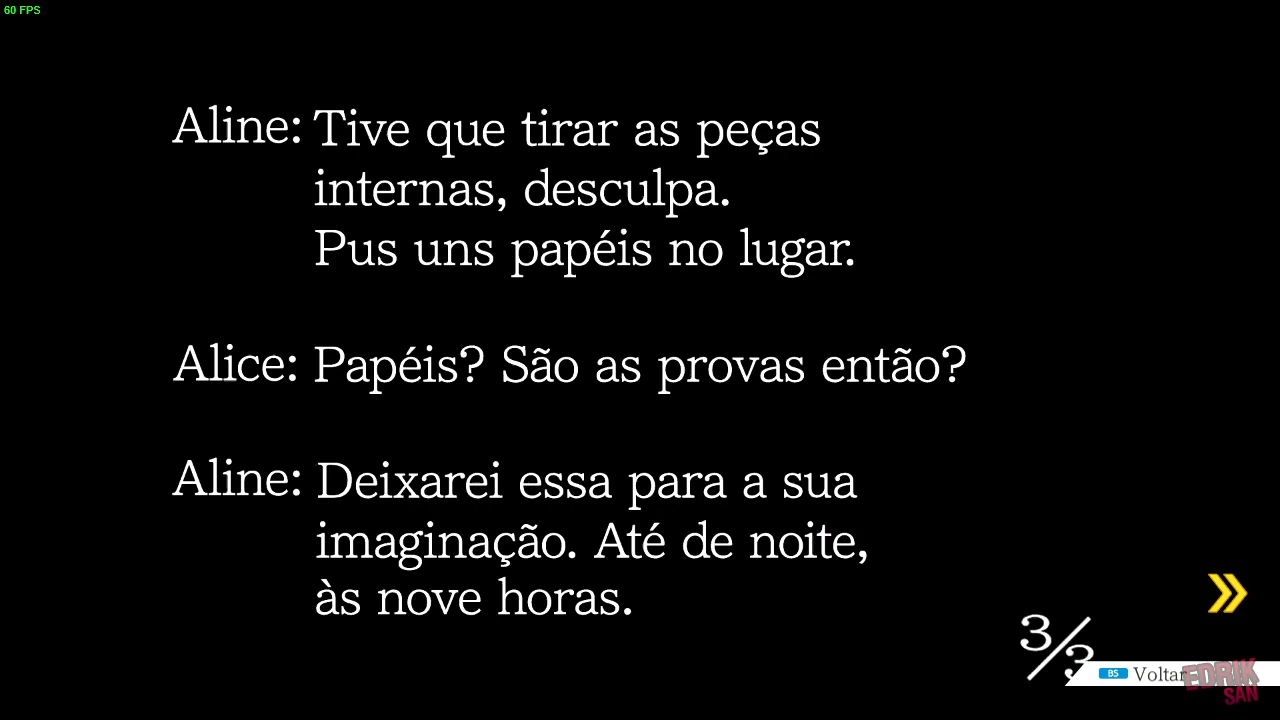 60 FPS
Aline: Tive que tirar as peças
internas, desculpa.
Pus uns papéis no lugar.
Alice: Papéis? São as provas então?
Aline: Deixarei essa para a sua
imaginação. Até de noite,
às nove horas.
3/3
BS Voltar
EDRIK
SAN